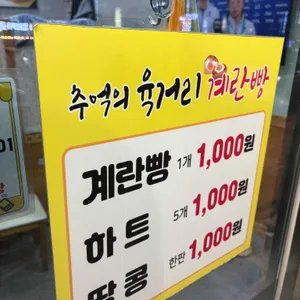 추억의 육거리 계란빵
계란빵 1개 1,000원
하트 5개 1,000원
땅콩 한판 1,000원
01